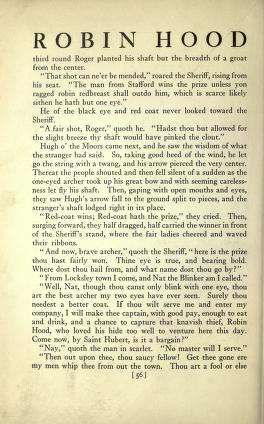 ROBIN HOOD
third round Roger planted his shaft but the breadth of a groat
from the center.
"That shot can ne'er be mended," roared the Sheriff, rising from
his seat. "The man from Stafford wins the prize unless yon
ragged robin redbreast shall outdo him, which is scarce likely
sithen he hath but one eye."
He of the black eye and red coat never looked toward the
Sheriff.
"A fair shot, Roger," quoth he. "Hadst thou but allowed for
the slight breeze thy shaft would have pinked the clout."
Hugh o' the Moors came next, and he saw the wisdom of what
the stranger had said. So, taking good heed of the wind, he let
go the string with a twang, and his arrow pierced the very center.
Thereat the people shouted and then fell silent of a sudden as the
one-eyed archer took up his great bow and with seeming careless-
ness let fly his shaft. Then, gaping with open mouths and eyes,
they saw Hugh's arrow fall to the ground split to pieces, and the
stranger's shaft lodged right in its place.
"Red-coat wins; Red-coat hath the prize," they cried. Then,
surging forward, they half dragged, half carried the winner in front
of the Sheriff's stand, where the fair ladies cheered and waved
their ribbons.
"And now, brave archer," quoth the Sheriff, "here is the prize
thou hast fairly won. Thine eye is true, and bearing bold.
Where dost thou hail from, and what name dost thou go by?"
"From Locksley town I come, and Nat the Blinker am I called."
"Well, Nat, though thou canst only blink with one eye, thou
art the best archer my two eyes have ever seen. Surely thou
needest a better coat. If thou wilt serve me and enter my
company, I will make thee captain, with good pay, enough to eat
and drink, and a chance to capture that knavish thief, Robin
Hood, who loved his hide too well to venture here this day.
Come now, by Saint Hubert, is it a bargain?"
"Nay," quoth the man in scarlet. "No master will I serve."
"Then out upon thee, thou saucy fellow! Get thee gone ere
my men whip thee from out the town. Thou art a fool or else
[56]